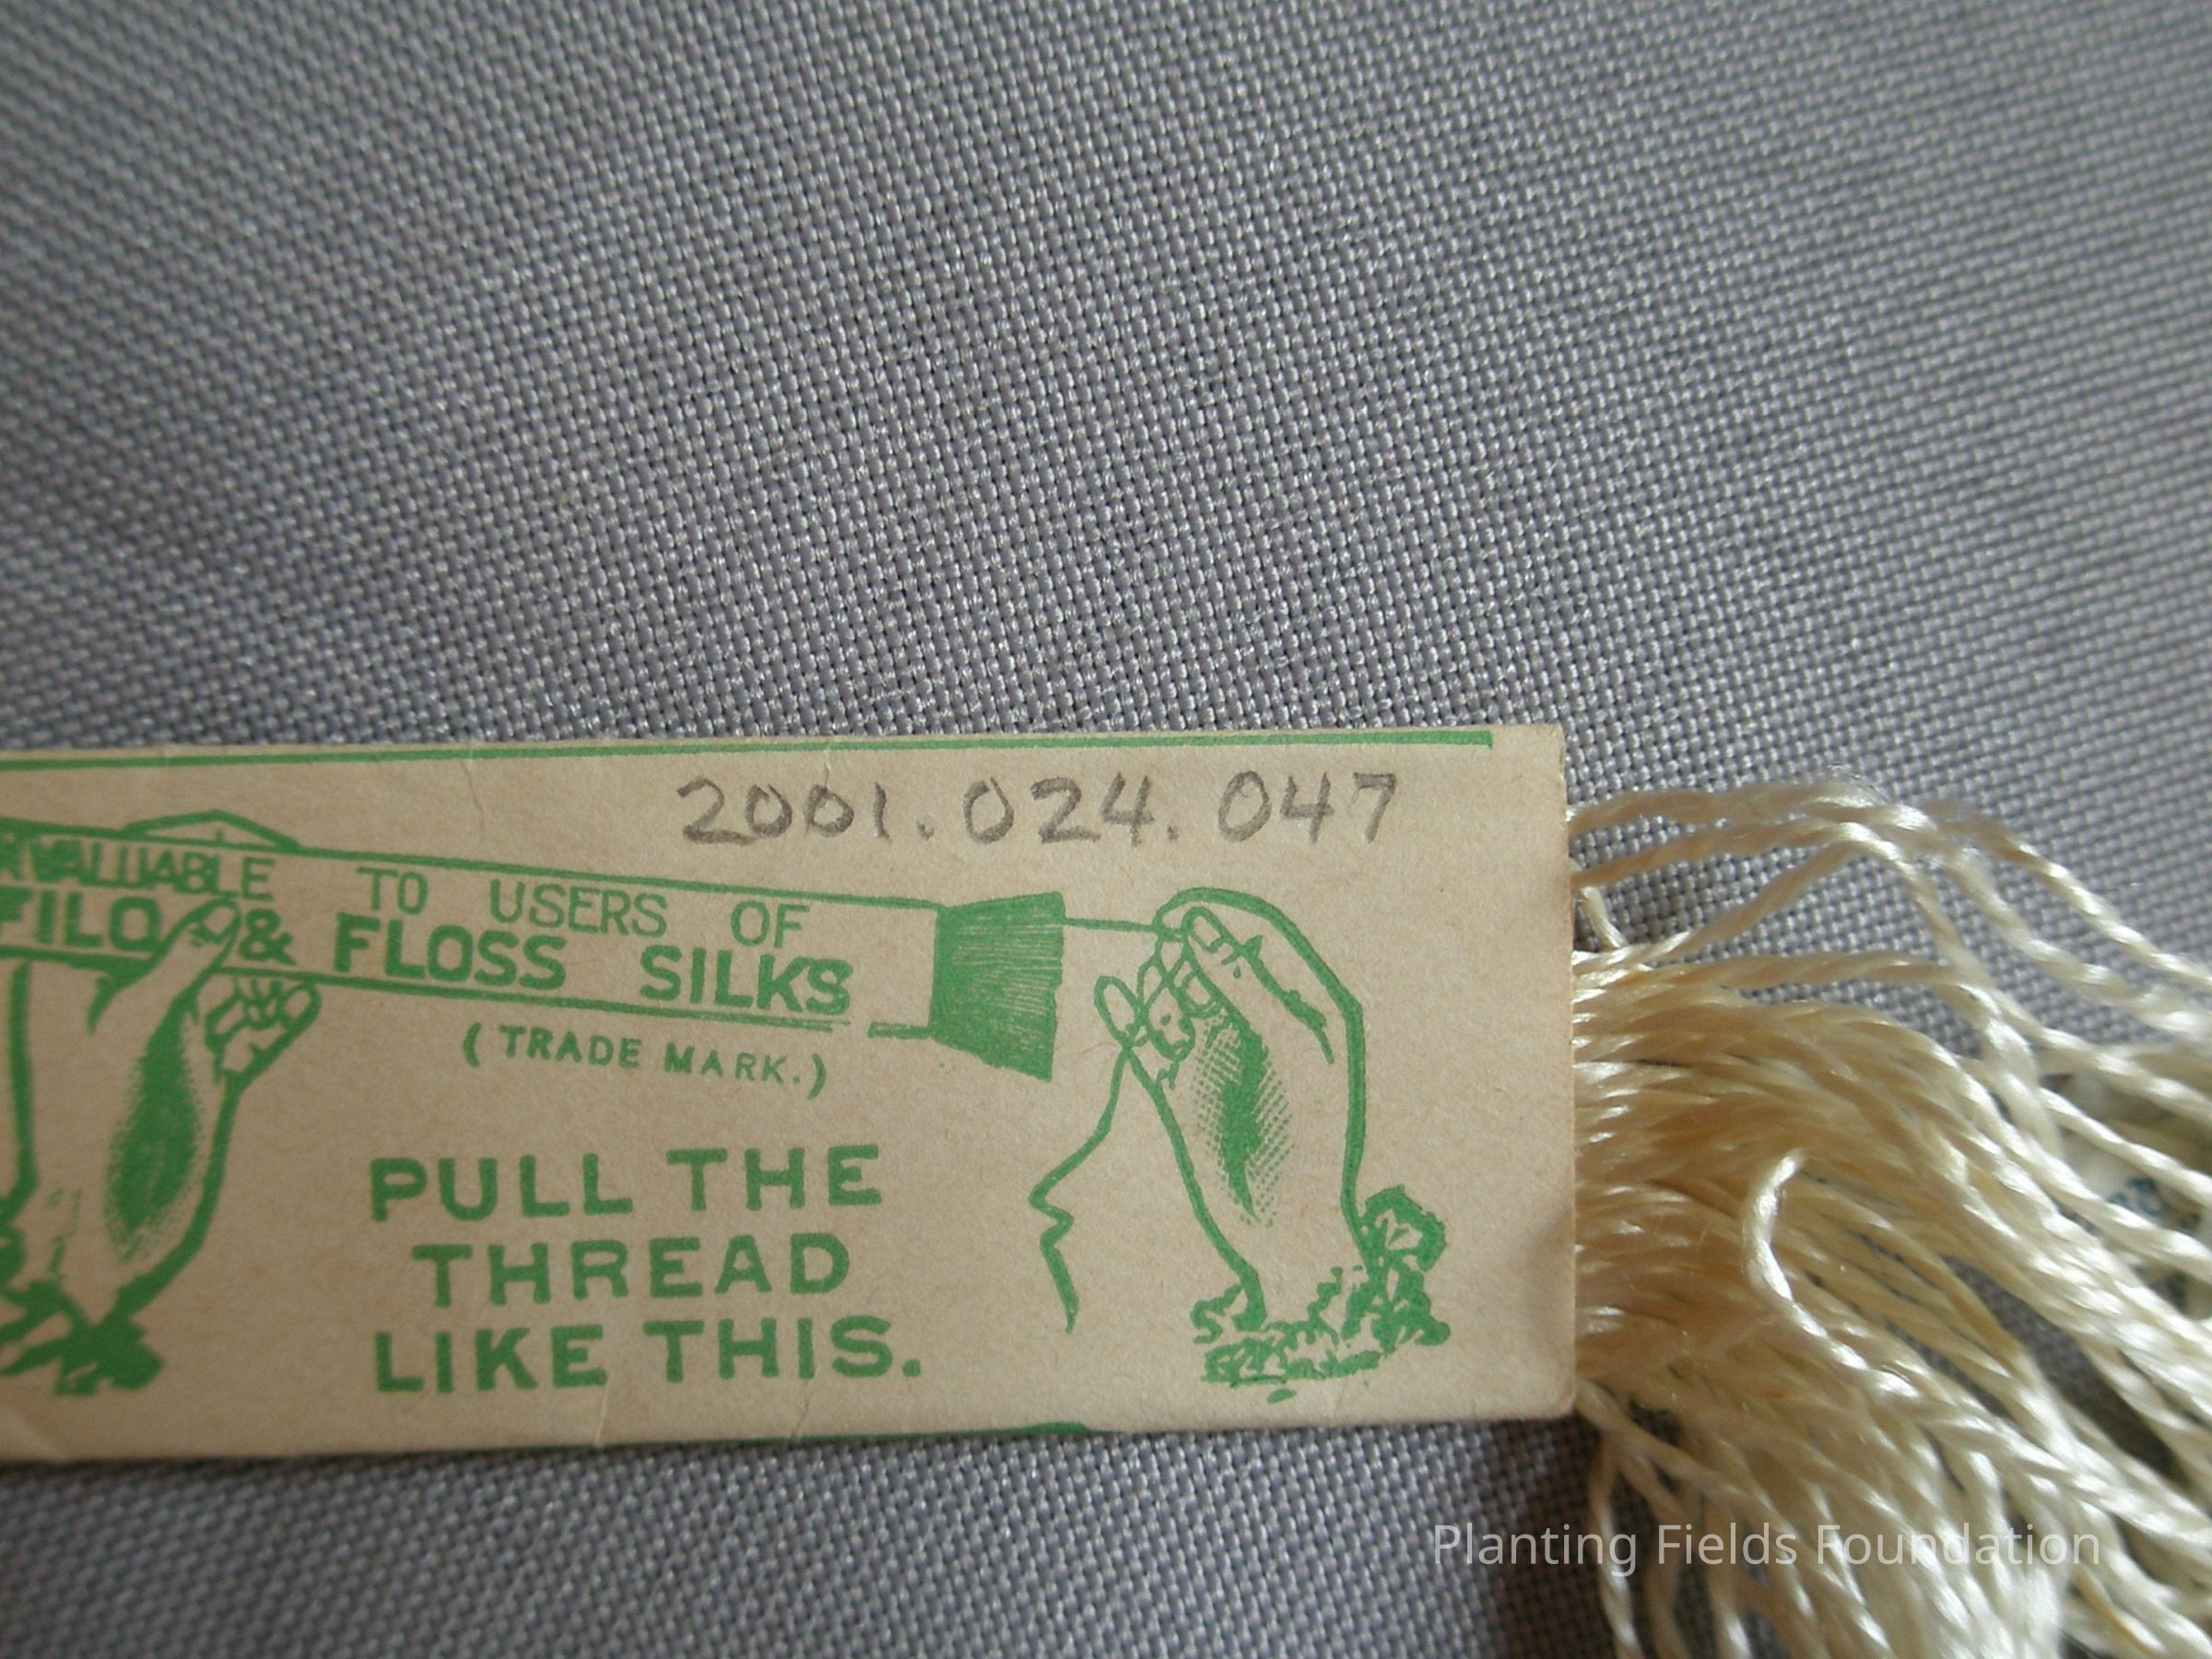 2001.024.047
VALUABLE TO USERS OF
FILO & FLOSS SILKS
(TRADE MARK.)
PULL THE
THREAD
LIKE THIS.
Planting Fields Foundation